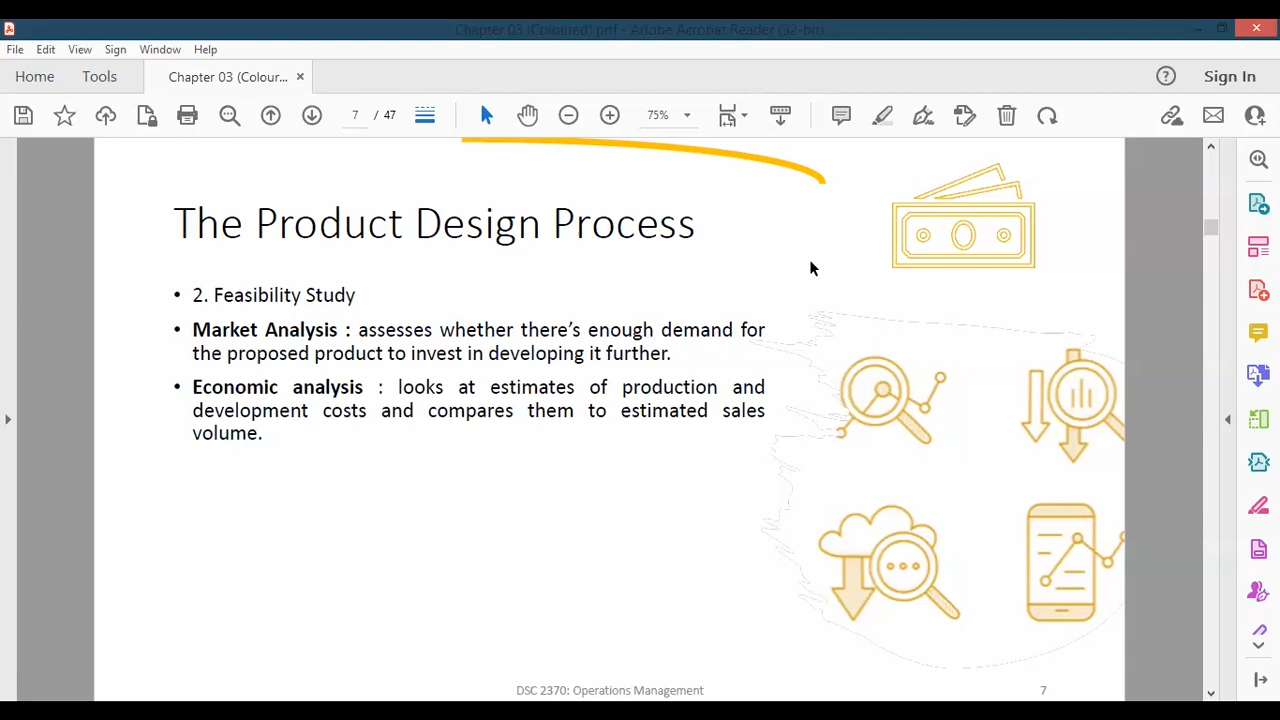 Chapter 03 (Coloured).pdf - Adobe Acrobat Reader (32-bit)
File Edit View Sign Window Help
Home Tools Chapter 03 (Colour... × Sign In
7 / 47 75%
The Product Design Process
• 2. Feasibility Study
• Market Analysis : assesses whether there’s enough demand for
the proposed product to invest in developing it further.
• Economic analysis : looks at estimates of production and
development costs and compares them to estimated sales
volume.
DSC 2370: Operations Management 7